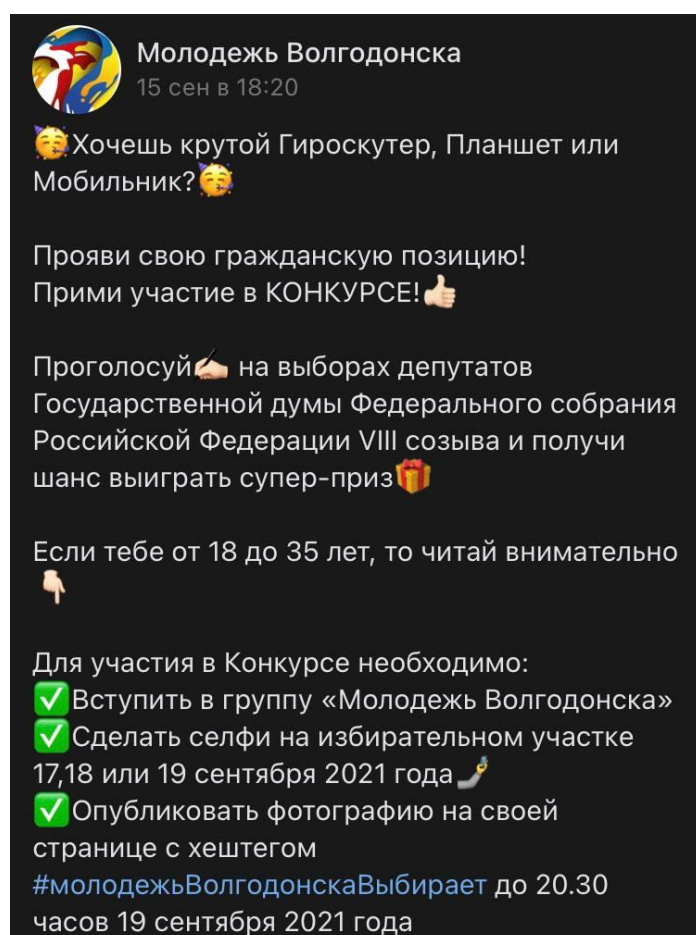 Молодежь Волгодонска
15 сен в 18:20
🥳Хочешь крутой Гироскутер, Планшет или
Мобильник?🥳
Прояви свою гражданскую позицию!
Прими участие в КОНКУРСЕ!👍🏻
Проголосуй✍🏻 на выборах депутатов
Государственной думы Федерального собрания
Российской Федерации VIII созыва и получи
шанс выиграть супер-приз🎁
Если тебе от 18 до 35 лет, то читай внимательно
👇🏻
Для участия в Конкурсе необходимо:
✅Вступить в группу «Молодежь Волгодонска»
✅Сделать селфи на избирательном участке
17,18 или 19 сентября 2021 года🤳
✅Опубликовать фотографию на своей
странице с хештегом
#молодежьВолгодонскаВыбирает до 20.30
часов 19 сентября 2021 года